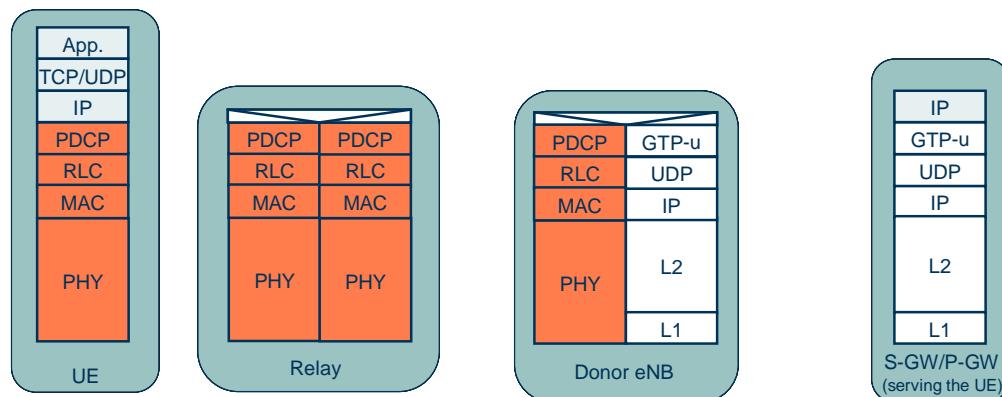 App.
TCP/UDP
IP
PDCP
RLC
MAC
PHY
UE
PDCP PDCP
RLC RLC
MAC MAC
PHY PHY
Relay
PDCP GTP-u
RLC UDP
MAC IP
PHY L2
L1
Donor eNB
IP
GTP-u
UDP
IP
L2
L1
S-GW/P-GW
(serving the UE)